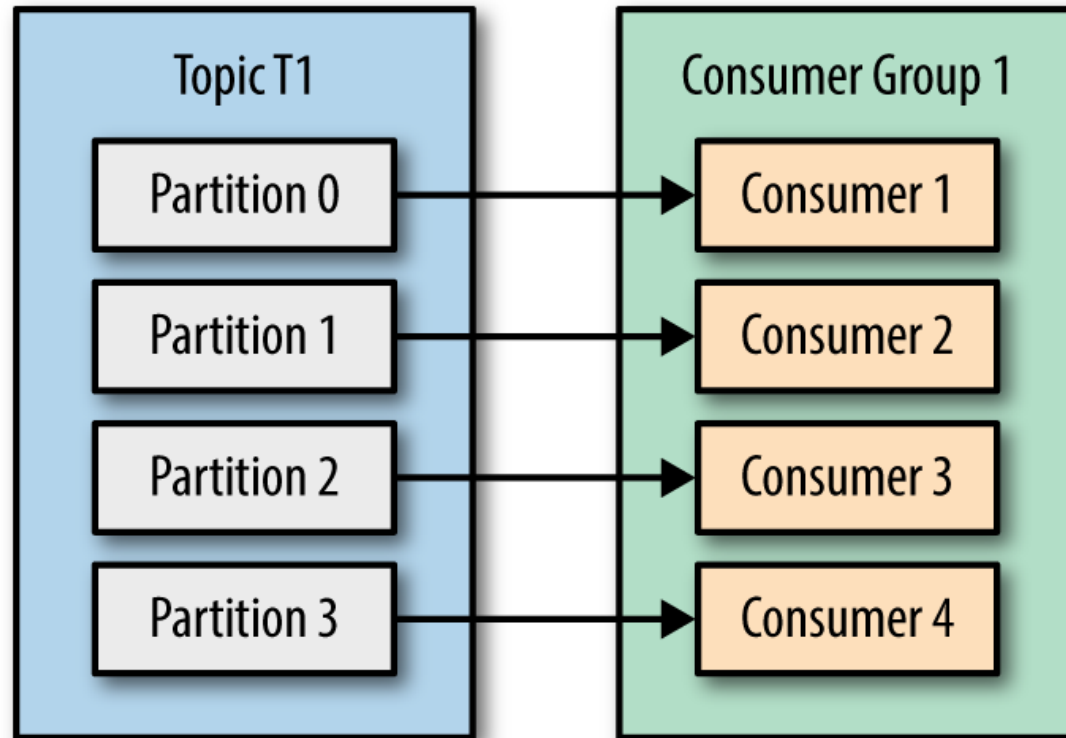 Topic T1
Partition 0
Partition 1
Partition 2
Partition 3
Consumer Group 1
Consumer 1
Consumer 2
Consumer 3
Consumer 4